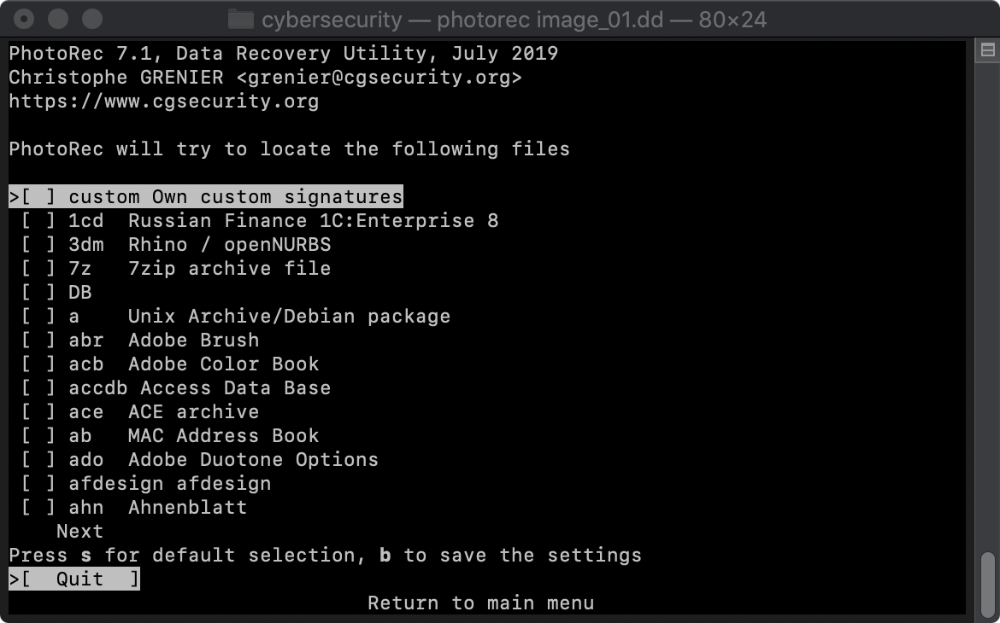 cybersecurity — photorec image_01.dd — 80×24
PhotoRec 7.1, Data Recovery Utility, July 2019
Christophe GRENIER <grenier@cgsecurity.org>
https://www.cgsecurity.org
PhotoRec will try to locate the following files
>[ ] custom Own custom signatures
[ ] 1cd Russian Finance 1C:Enterprise 8
[ ] 3dm Rhino / openNURBS
[ ] 7z 7zip archive file
[ ] DB
[ ] a Unix Archive/Debian package
[ ] abr Adobe Brush
[ ] acb Adobe Color Book
[ ] accdb Access Data Base
[ ] ace ACE archive
[ ] ab MAC Address Book
[ ] ado Adobe Duotone Options
[ ] afdesign afdesign
[ ] ahn Ahnenblatt
Next
Press s for default selection, b to save the settings
>[ Quit ]
Return to main menu